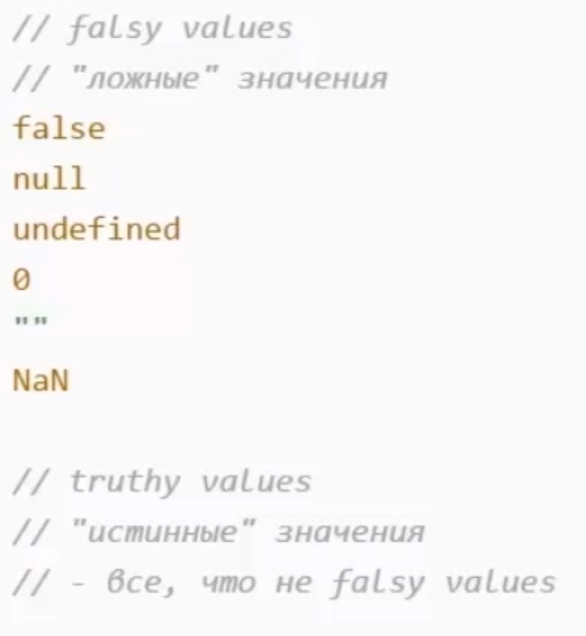 // falsy values
// "ложные" значения
false
null
undefined
0
""
NaN
// truthy values
// "истинные" значения
// - все, что не falsy values